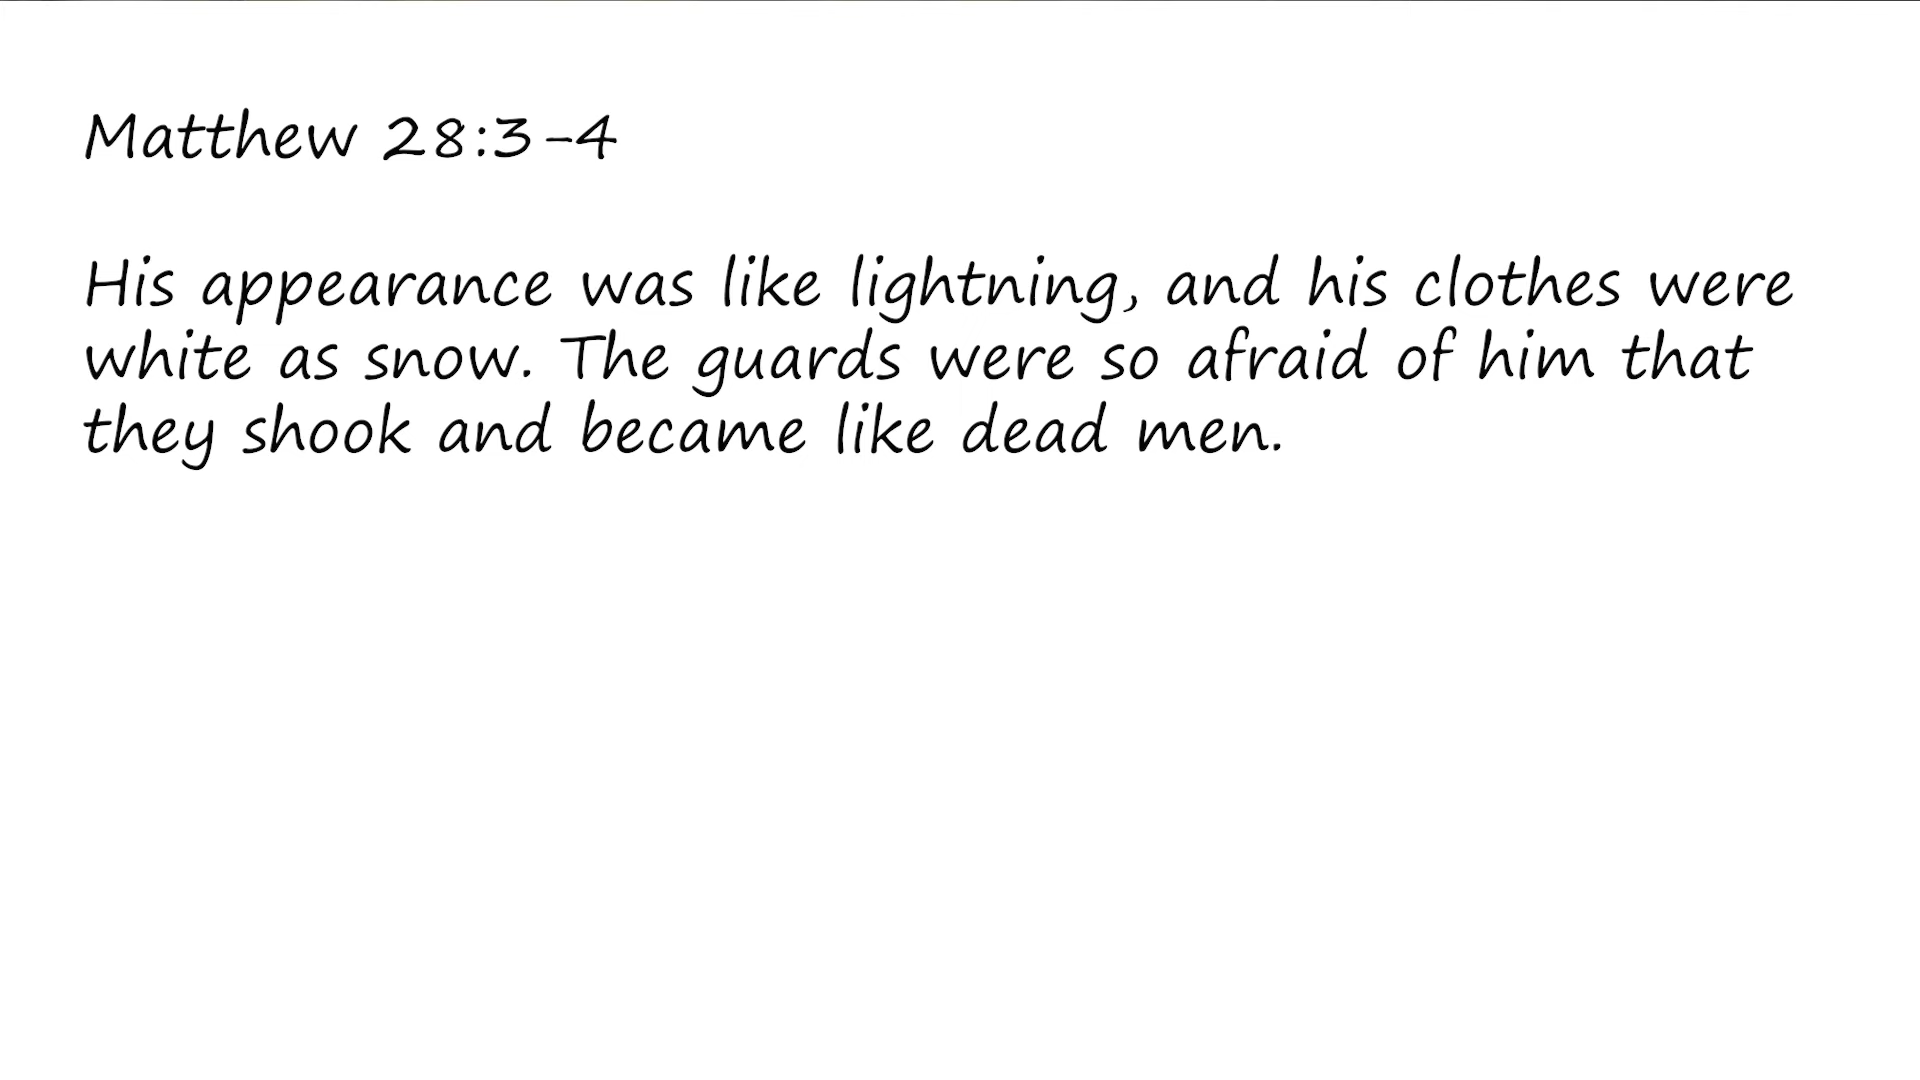 Matthew 28:3-4
His appearance was like lightning, and his clothes were
white as snow. The guards were so afraid of him that
they shook and became like dead men.